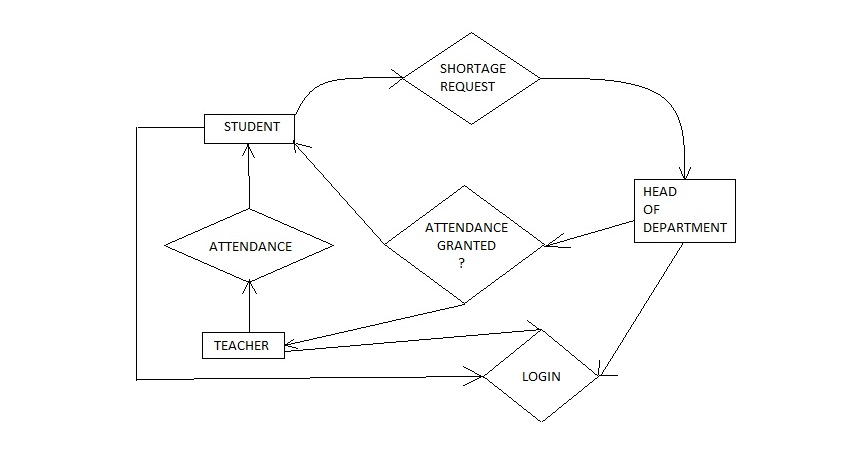 SHORTAGE
REQUEST
STUDENT
HEAD
OF
DEPARTMENT
ATTENDANCE
GRANTED
?
ATTENDANCE
TEACHER
LOGIN